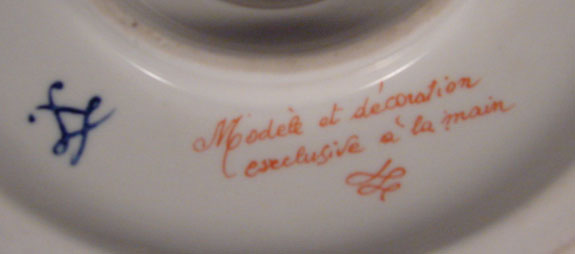 Modèle et décoration
exclusive à la main